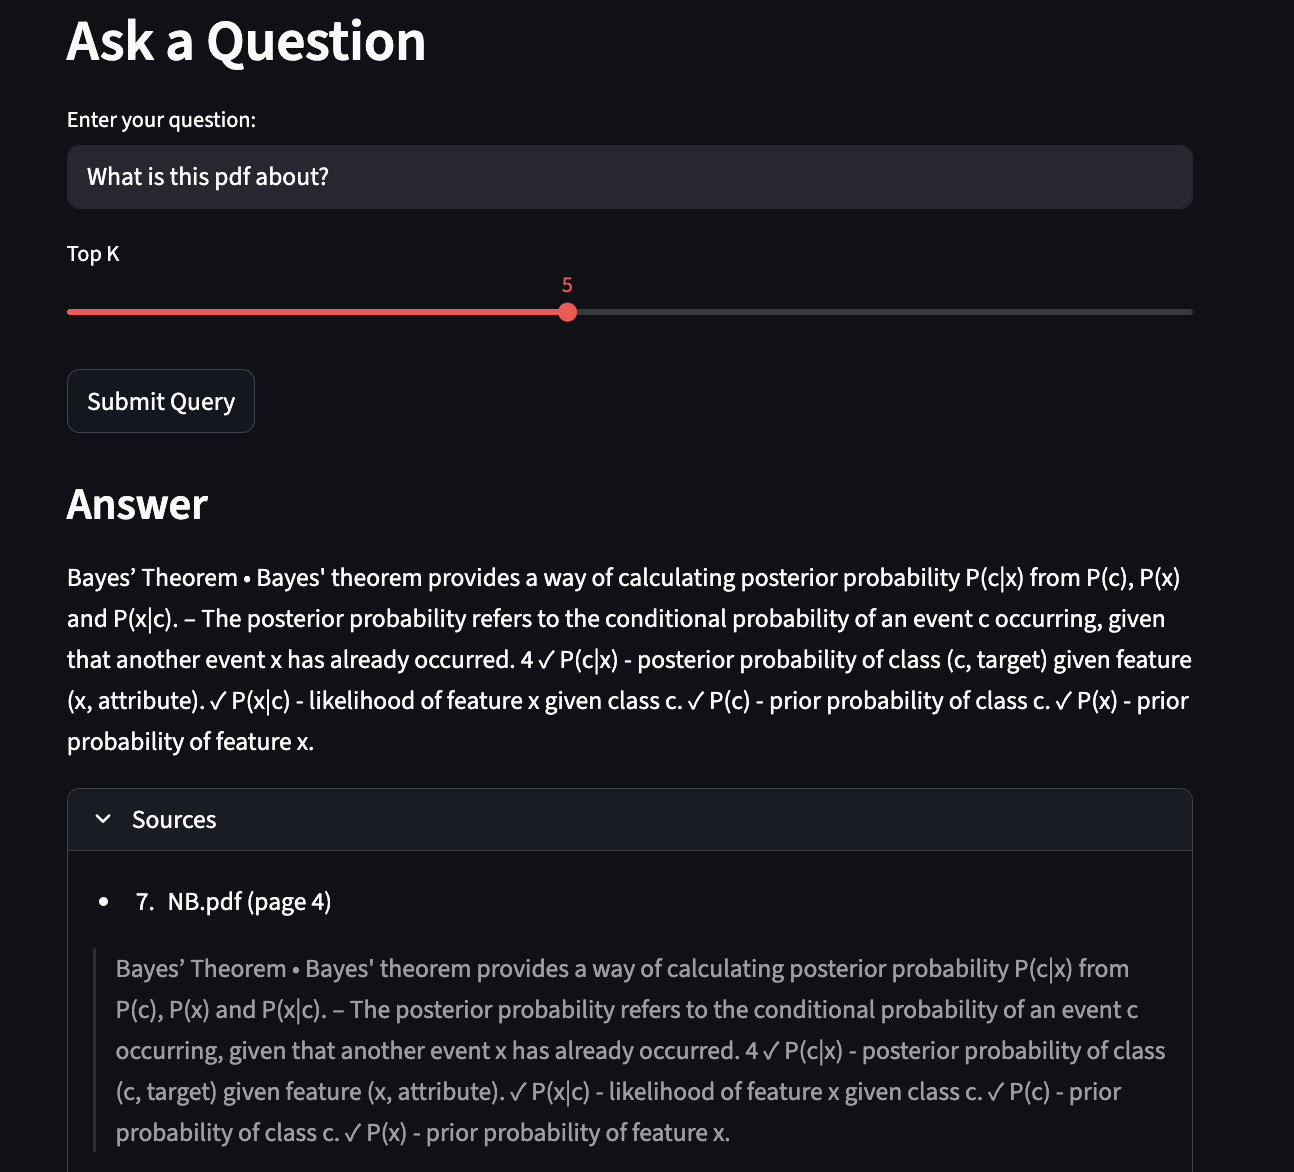 Ask a Question
Enter your question:
What is this pdf about?
Top K
5
Submit Query
Answer
Bayes’ Theorem • Bayes' theorem provides a way of calculating posterior probability P(c|x) from P(c), P(x)
and P(x|c). – The posterior probability refers to the conditional probability of an event c occurring, given
that another event x has already occurred. 4 ✓ P(c|x) - posterior probability of class (c, target) given feature
(x, attribute). ✓ P(x|c) - likelihood of feature x given class c. ✓ P(c) - prior probability of class c. ✓ P(x) - prior
probability of feature x.
Sources
• 7. NB.pdf (page 4)
Bayes’ Theorem • Bayes' theorem provides a way of calculating posterior probability P(c|x) from
P(c), P(x) and P(x|c). – The posterior probability refers to the conditional probability of an event c
occurring, given that another event x has already occurred. 4 ✓ P(c|x) - posterior probability of class
(c, target) given feature (x, attribute). ✓ P(x|c) - likelihood of feature x given class c. ✓ P(c) - prior
probability of class c. ✓ P(x) - prior probability of feature x.